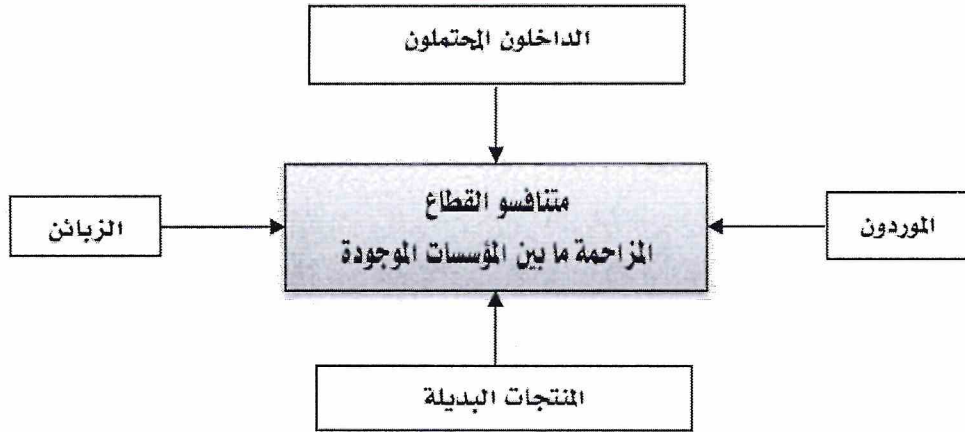 الداخلون المحتملون
متنافسو القطاع
المزاحمة ما بين المؤسسات الموجودة
الموردون
الزبائن
المنتجات البديلة